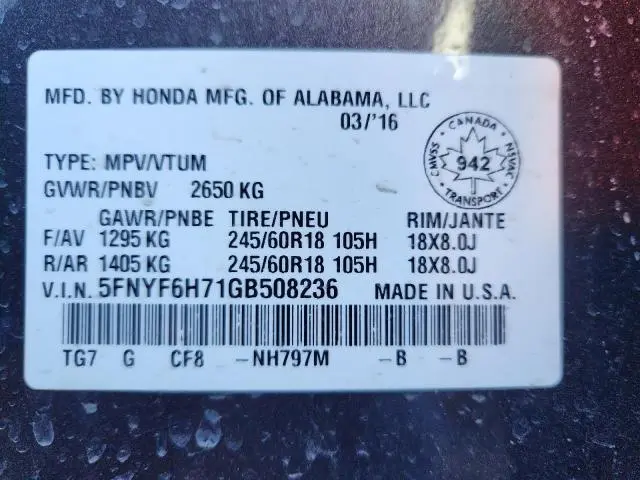 MFD. BY HONDA MFG. OF ALABAMA, LLC
03/'16
CANADA
CMVSS
NSVAC
942
TRANSPORT
TYPE: MPV/VTUM
GVWR/PNBV 2650 KG
GAWR/PNBE TIRE/PNEU RIM/JANTE
F/AV 1295 KG 245/60R18 105H 18X8.0J
R/AR 1405 KG 245/60R18 105H 18X8.0J
V.I.N. 5FNYF6H71GB508236 MADE IN U.S.A.
TG7 G CF8 -NH797M -B -B